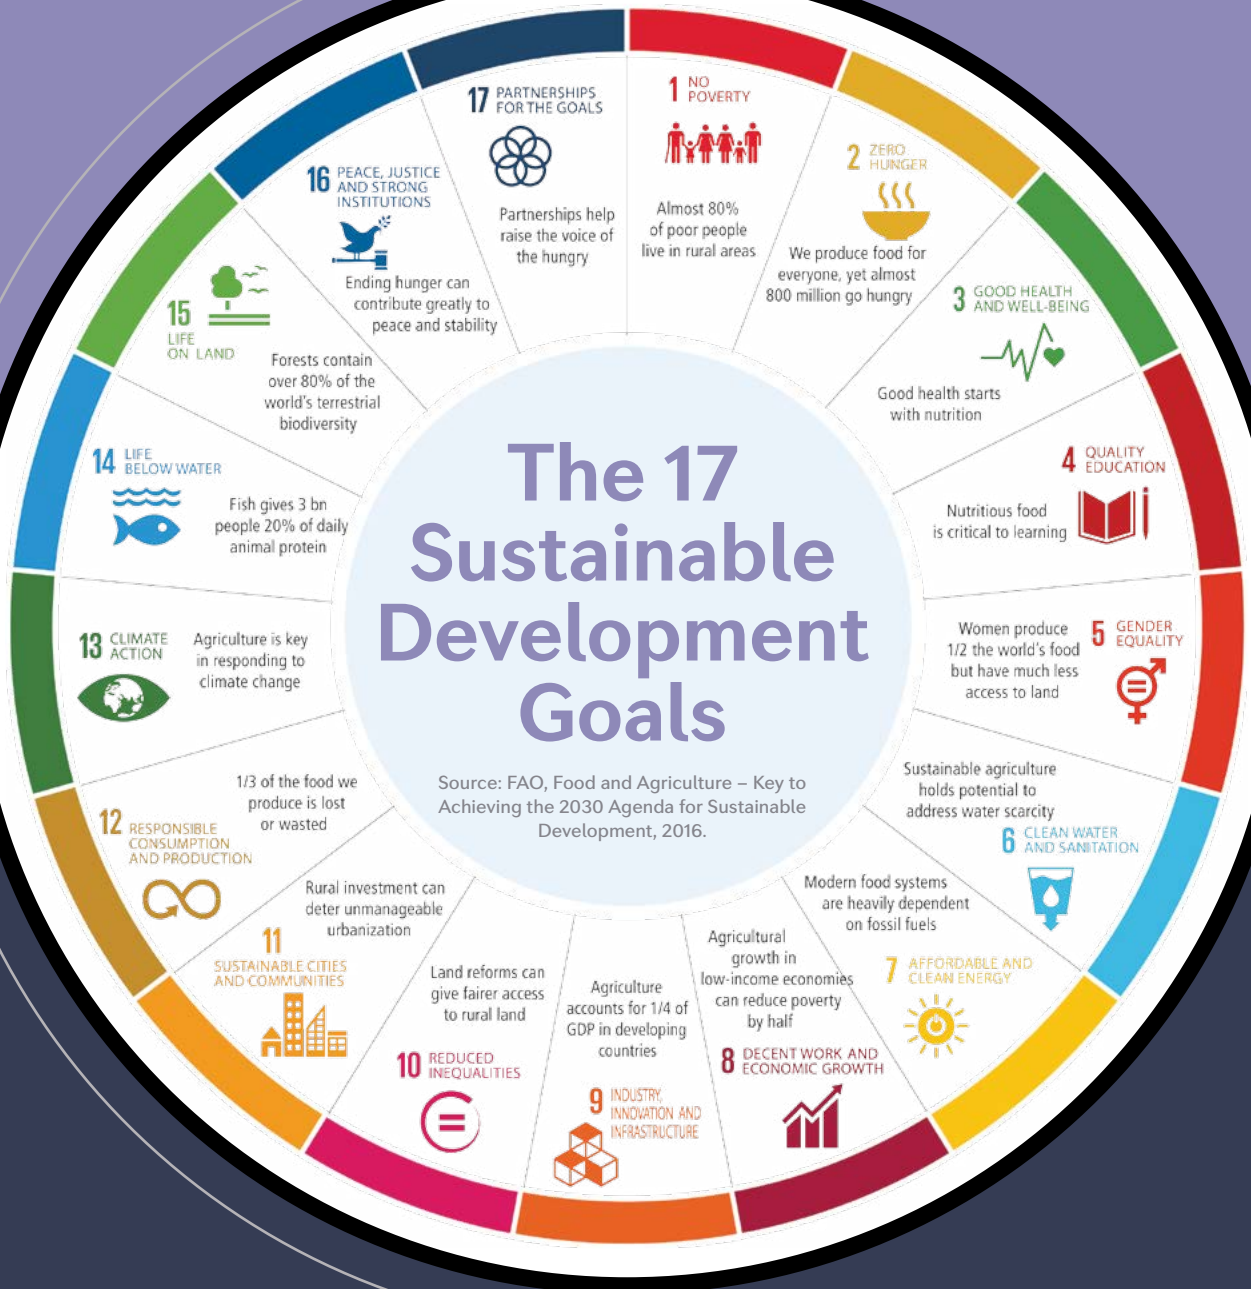 The 17
Sustainable
Development
Goals
Source: FAO, Food and Agriculture – Key to
Achieving the 2030 Agenda for Sustainable
Development, 2016.
1 NO
POVERTY
Almost 80%
of poor people
live in rural areas
2 ZERO
HUNGER
We produce food for
everyone, yet almost
800 million go hungry
3 GOOD HEALTH
AND WELL-BEING
Good health starts
with nutrition
4 QUALITY
EDUCATION
Nutritious food
is critical to learning
5 GENDER
EQUALITY
Women produce
1/2 the world's food
but have much less
access to land
Sustainable agriculture
holds potential to
address water scarcity
6 CLEAN WATER
AND SANITATION
Modern food systems
are heavily dependent
on fossil fuels
7 AFFORDABLE AND
CLEAN ENERGY
Agricultural
growth in
low-income economies
can reduce poverty
by half
8 DECENT WORK AND
ECONOMIC GROWTH
Agriculture
accounts for 1/4 of
GDP in developing
countries
9 INDUSTRY,
INNOVATION AND
INFRASTRUCTURE
Land reforms can
give fairer access
to rural land
10 REDUCED
INEQUALITIES
Rural investment can
deter unmanageable
urbanization
11
SUSTAINABLE CITIES
AND COMMUNITIES
1/3 of the food we
produce is lost
or wasted
12 RESPONSIBLE
CONSUMPTION
AND PRODUCTION
13 CLIMATE
ACTION
Agriculture is key
in responding to
climate change
14 LIFE
BELOW WATER
Fish gives 3 bn
people 20% of daily
animal protein
15
LIFE
ON LAND
Forests contain
over 80% of the
world's terrestrial
biodiversity
16 PEACE, JUSTICE
AND STRONG
INSTITUTIONS
Ending hunger can
contribute greatly to
peace and stability
17 PARTNERSHIPS
FOR THE GOALS
Partnerships help
raise the voice of
the hungry